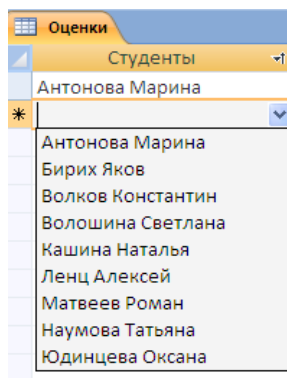 Оценки
Студенты
Антонова Марина
Антонова Марина
Бирих Яков
Волков Константин
Волошина Светлана
Кашина Наталья
Ленц Алексей
Матвеев Роман
Наумова Татьяна
Юдинцева Оксана